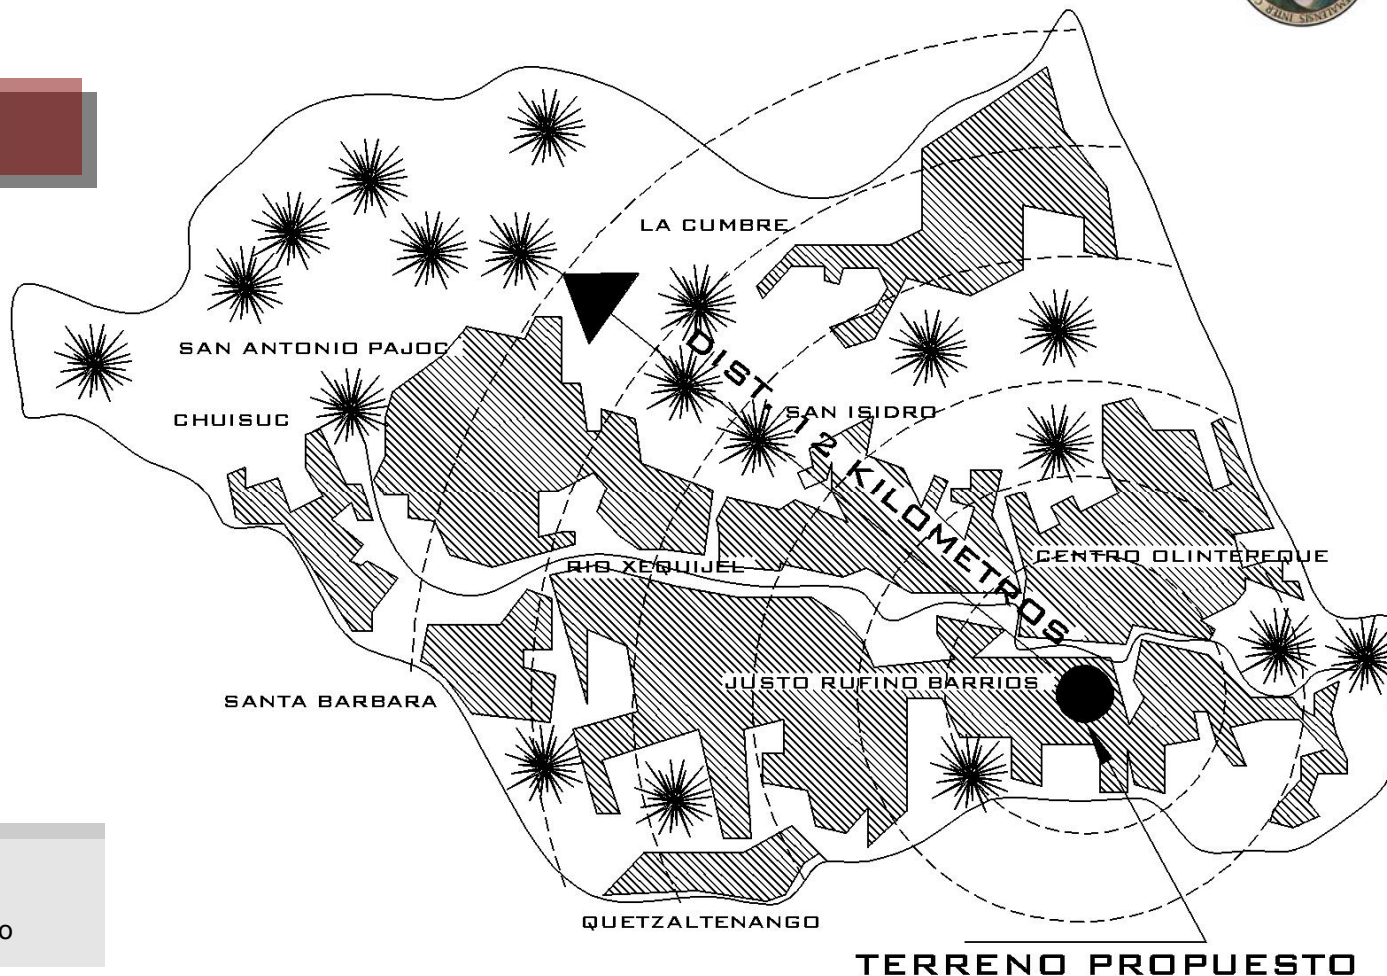 LA CUMBRE
SAN ANTONIO PAJOC
DIST. 12 KILOMETROS
SAN ISIDRO
CHUISUC
CENTRO OLINTEPEQUE
RIO XEQUIJEL
JUSTO RUFINO BARRIOS
SANTA BARBARA
QUETZALTENANGO
TERRENO PROPUESTO